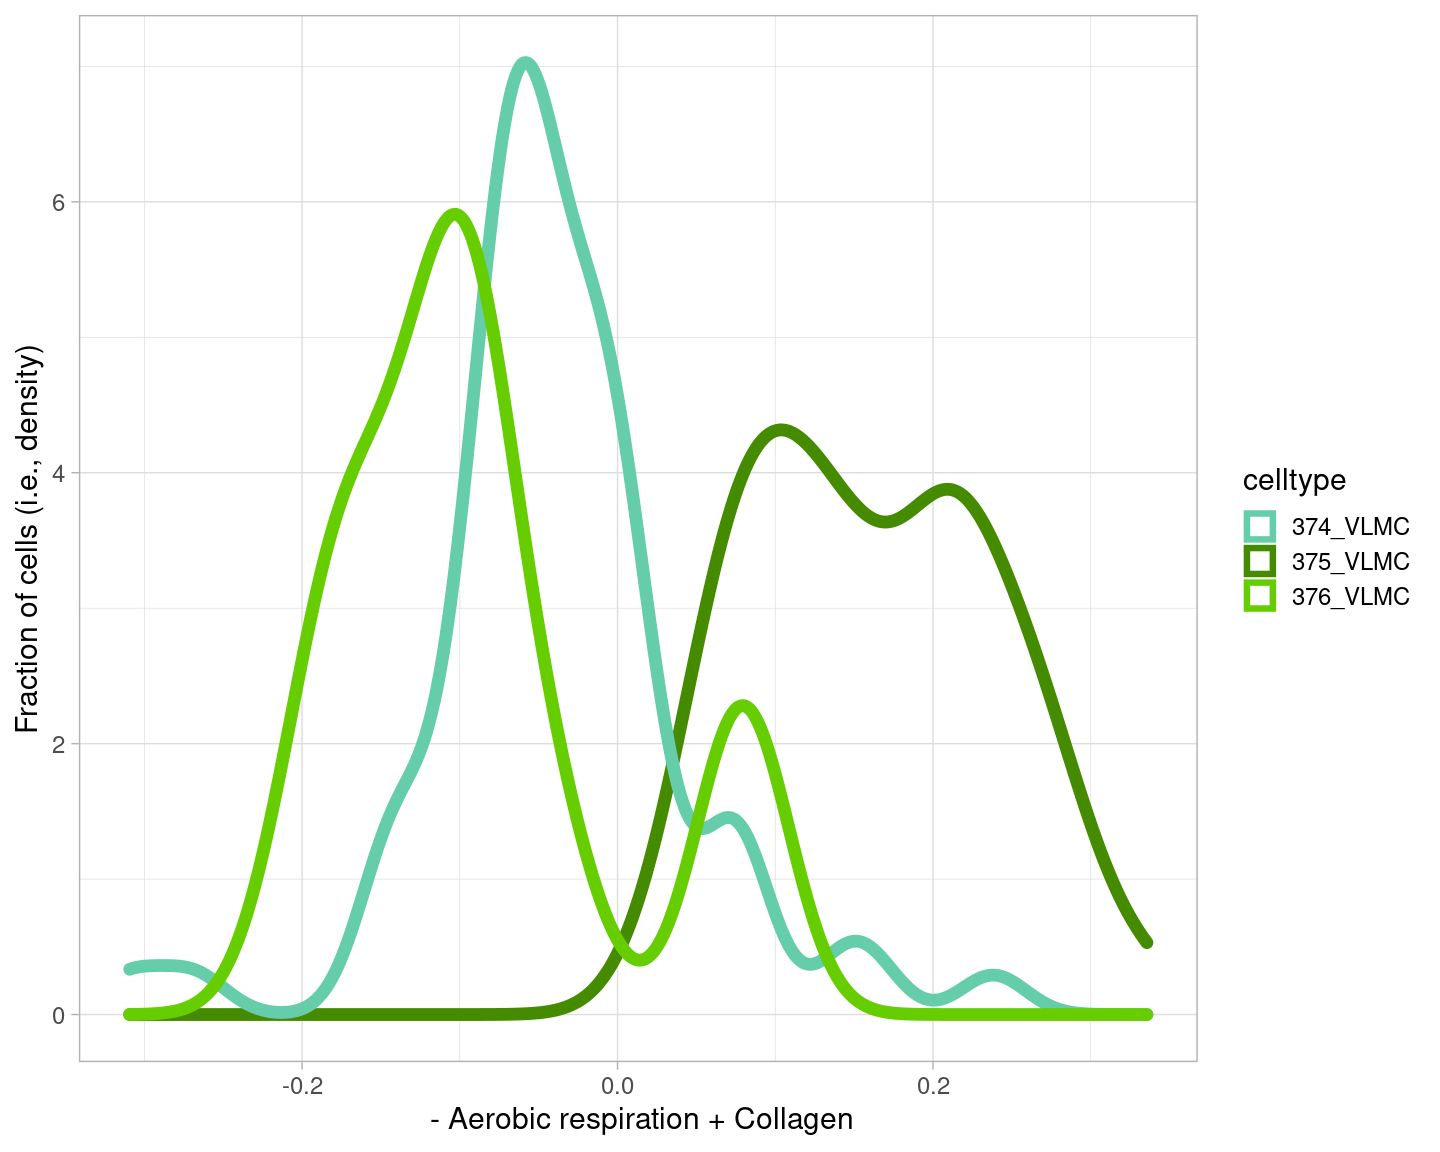 Fraction of cells (i.e., density)
6
4
2
0
-0.2
0.0
0.2
- Aerobic respiration + Collagen
celltype
374_VLMC
375_VLMC
376_VLMC